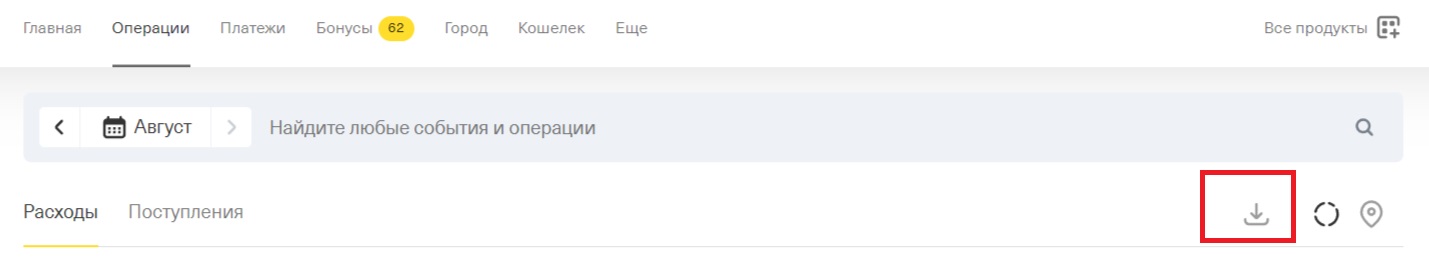 Главная Операции Платежи Бонусы 62 Город Кошелек Еще Все продукты
Август Найдите любые события и операции
Расходы Поступления